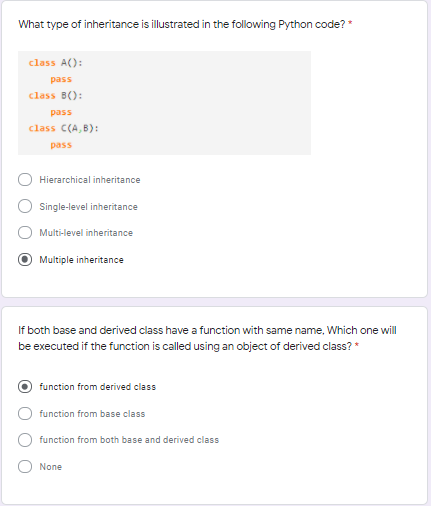 What type of inheritance is illustrated in the following Python code? *
class A():
pass
class B():
pass
class C(A,B):
pass
Hierarchical inheritance
Single-level inheritance
Multi-level inheritance
Multiple inheritance
If both base and derived class have a function with same name, Which one will
be executed if the function is called using an object of derived class? *
function from derived class
function from base class
function from both base and derived class
None